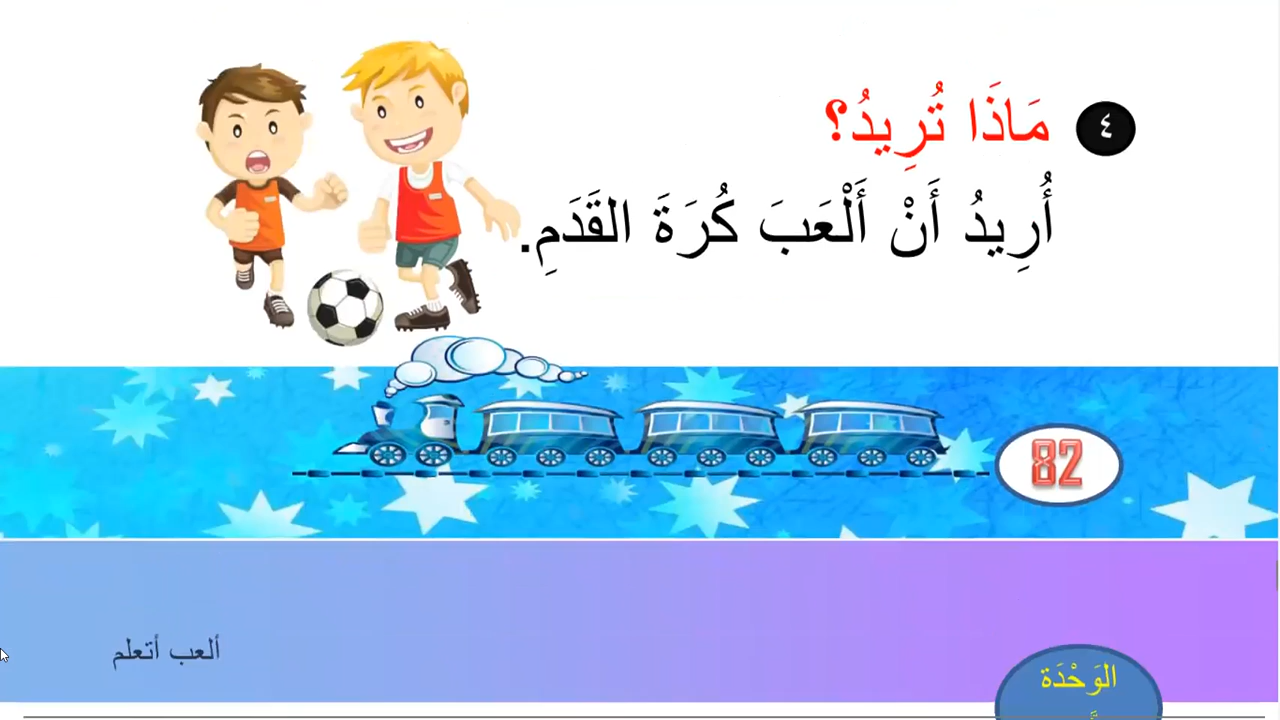 ٤ مَاذَا تُرِيدُ؟
أُرِيدُ أَنْ أَلْعَبَ كُرَةَ القَدَمِ.
82
ألعب أتعلم
الوَحْدَة